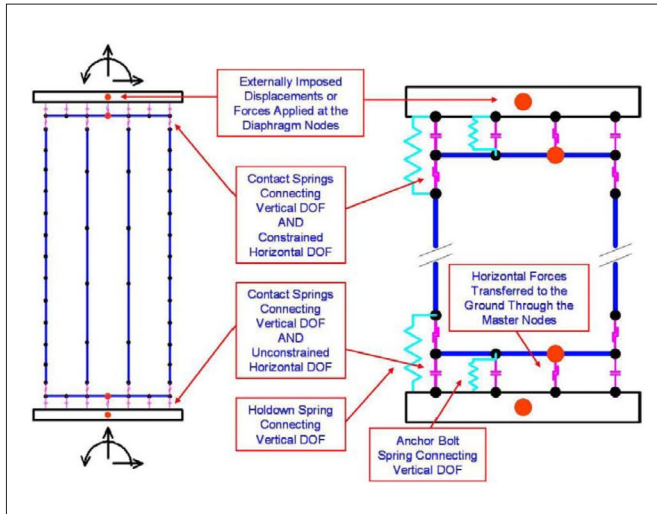 Externally Imposed
Displacements or
Forces Applied at the
Diaphragm Nodes
Contact Springs
Connecting
Vertical DOF
AND
Constrained
Horizontal DOF
Horizontal Forces
Transferred to the
Ground Through the
Master Nodes
Contact Springs
Connecting
Vertical DOF
AND
Unconstrained
Horizontal DOF
Holdown Spring
Connecting
Vertical DOF
Anchor Bolt
Spring Connecting
Vertical DOF